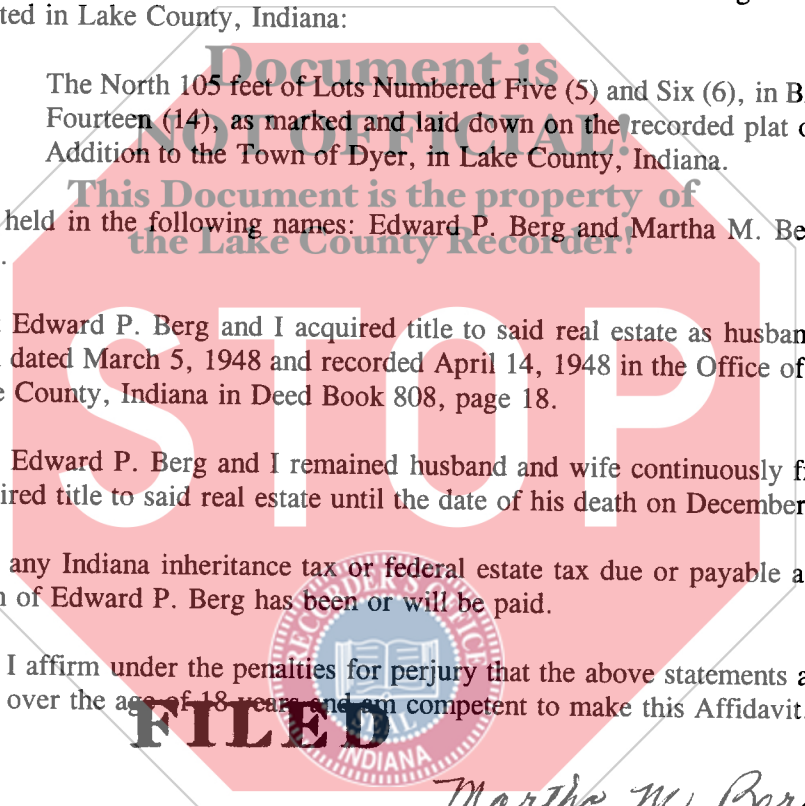 ted in Lake County, Indiana:
Document is
The North 105 feet of Lots Numbered Five (5) and Six (6), in B
Fourteen (14), as marked and laid down on the recorded plat
NOT OFFICIAL!
Addition to the Town of Dyer, in Lake County, Indiana.
This Document is the property of
held in the following names: Edward P. Berg and Martha M. Be
the Lake County Recorder!
.
Edward P. Berg and I acquired title to said real estate as husban
dated March 5, 1948 and recorded April 14, 1948 in the Office of
County, Indiana in Deed Book 808, page 18.
STOP
Edward P. Berg and I remained husband and wife continuously f
ired title to said real estate until the date of his death on December
any Indiana inheritance tax or federal estate tax due or payable a
of Edward P. Berg has been or will be paid.
RECORDER'S OFFICE
SEAL
INDIANA
I affirm under the penalties for perjury that the above statements a
over the age of 18 years and am competent to make this Affidavit.
FILED
Martha M. Berg